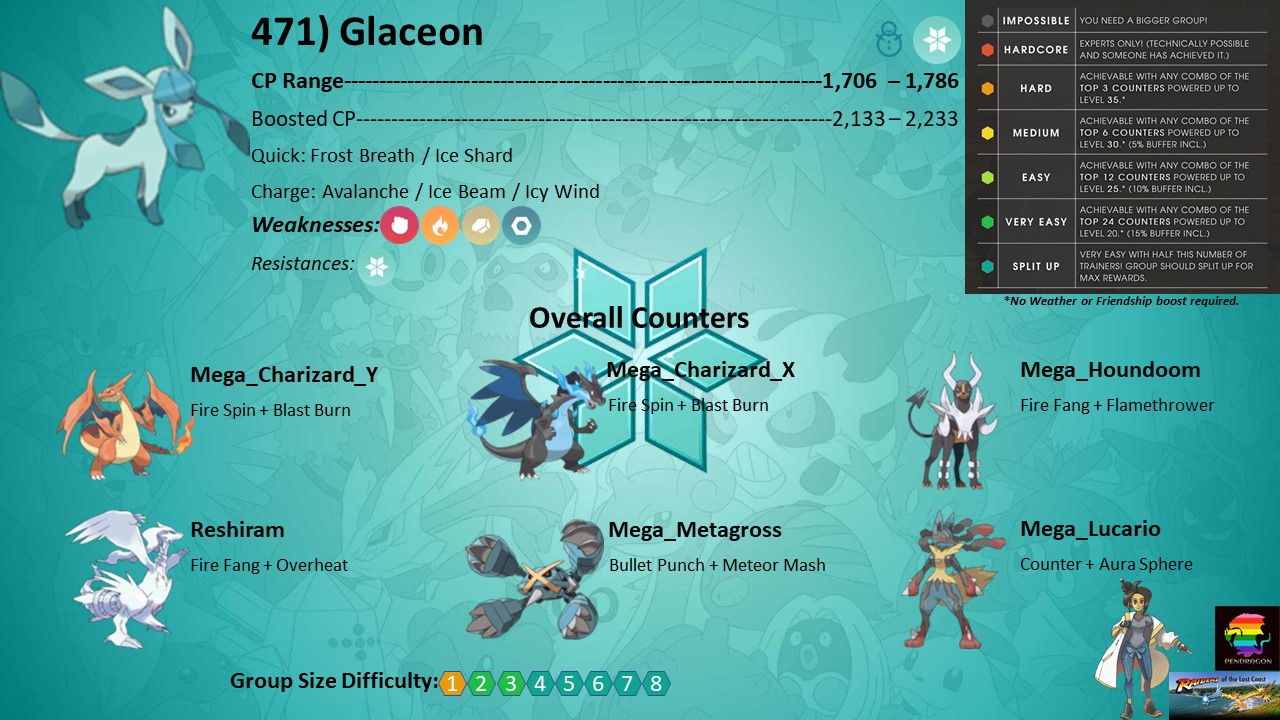 471) Glaceon
CP Range------------------------------------------------------------------------1,706 – 1,786
Boosted CP------------------------------------------------------------------------2,133 – 2,233
Quick: Frost Breath / Ice Shard
Charge: Avalanche / Ice Beam / Icy Wind
Weaknesses:
Resistances:
IMPOSSIBLE YOU NEED A BIGGER GROUP!
HARDCORE EXPERTS ONLY! (TECHNICALLY POSSIBLE
AND SOMEONE HAS ACHIEVED IT.)
HARD ACHIEVABLE WITH ANY COMBO OF THE
TOP 3 COUNTERS POWERED UP TO
LEVEL 35.*
MEDIUM ACHIEVABLE WITH ANY COMBO OF THE
TOP 6 COUNTERS POWERED UP TO
LEVEL 30.* (5% BUFFER INCL.)
EASY ACHIEVABLE WITH ANY COMBO OF THE
TOP 12 COUNTERS POWERED UP TO
LEVEL 25.* (10% BUFFER INCL.)
VERY EASY ACHIEVABLE WITH ANY COMBO OF THE
TOP 24 COUNTERS POWERED UP TO
LEVEL 20.* (15% BUFFER INCL.)
SPLIT UP VERY EASY WITH HALF THIS NUMBER OF
TRAINERS! GROUP SHOULD SPLIT UP FOR
MAX REWARDS.
*No Weather or Friendship boost required.
Overall Counters
Mega_Charizard_Y
Fire Spin + Blast Burn
Mega_Charizard_X
Fire Spin + Blast Burn
Mega_Houndoom
Fire Fang + Flamethrower
Reshiram
Fire Fang + Overheat
Mega_Metagross
Bullet Punch + Meteor Mash
Mega_Lucario
Counter + Aura Sphere
Group Size Difficulty: 1 2 3 4 5 6 7 8
PENDRAGON
RAIDERS of the Lost Coast